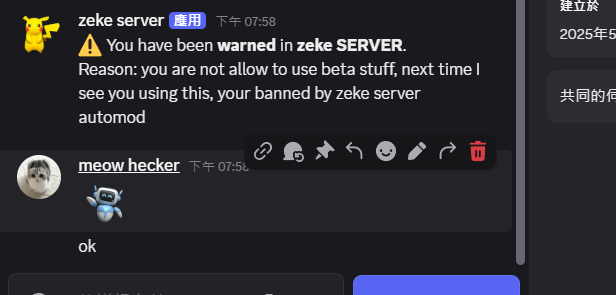 建立於
zeke server 應用 下午 07:58
2025年5
⚠️ You have been warned in zeke SERVER.
Reason: you are not allow to use beta stuff, next time I
see you using this, your banned by zeke server
automod
共同的伺
meow hecker 下午 07:58
ok